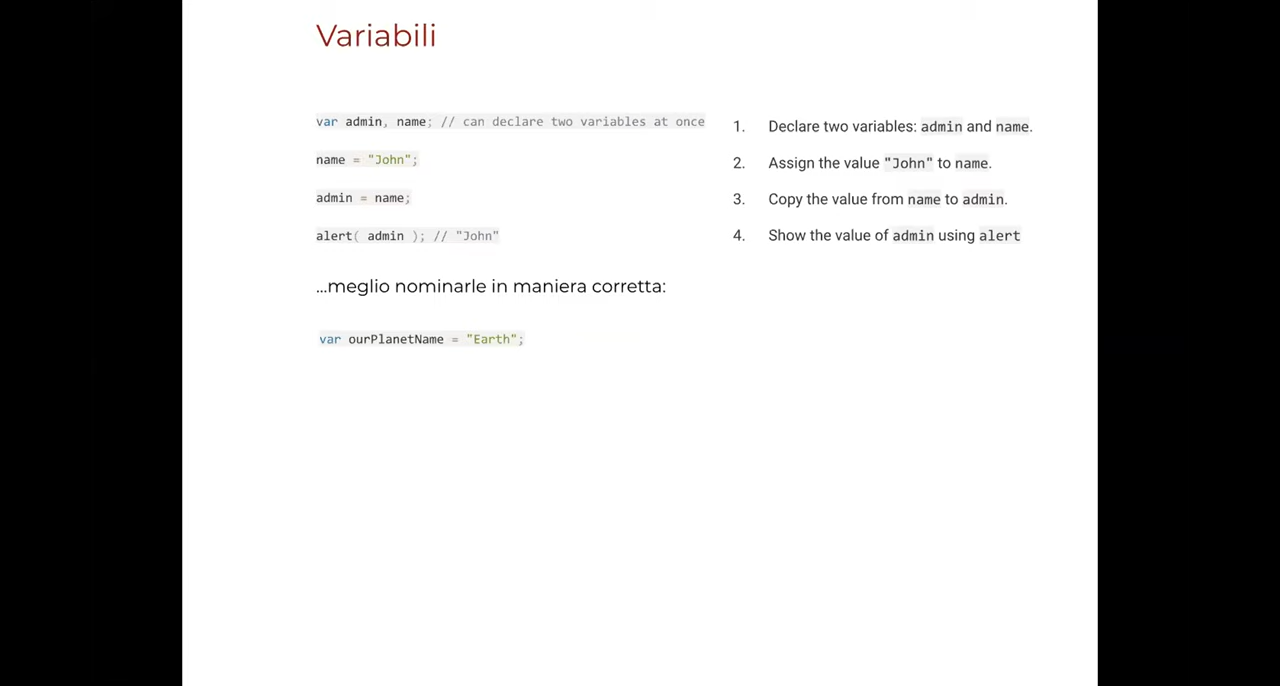 Variabili
var admin, name; // can declare two variables at once
name = "John";
admin = name;
alert( admin ); // "John"
1. Declare two variables: admin and name.
2. Assign the value "John" to name.
3. Copy the value from name to admin.
4. Show the value of admin using alert
...meglio nominarle in maniera corretta:
var ourPlanetName = "Earth";